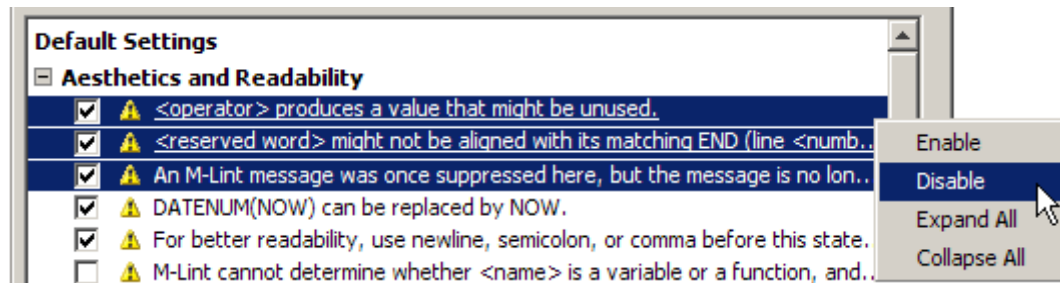 Default Settings
Aesthetics and Readability
<operator> produces a value that might be unused.
<reserved word> might not be aligned with its matching END (line <numb..
An M-Lint message was once suppressed here, but the message is no lon..
DATENUM(NOW) can be replaced by NOW.
For better readability, use newline, semicolon, or comma before this state.
M-Lint cannot determine whether <name> is a variable or a function, and..
Enable
Disable
Expand All
Collapse All